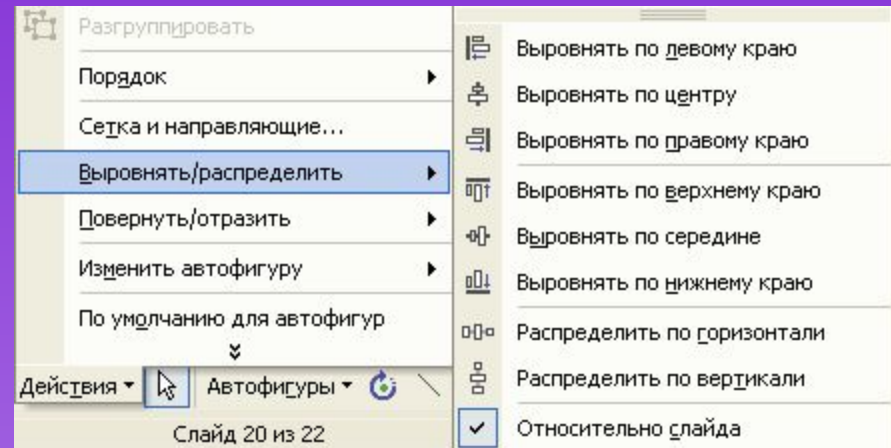 Разгруппировать
Порядок
Сетка и направляющие...
Выровнять/распределить
Повернуть/отразить
Изменить автофигуру
По умолчанию для автофигур
Действия
Автофигуры
Слайд 20 из 22
Выровнять по левому краю
Выровнять по центру
Выровнять по правому краю
Выровнять по верхнему краю
Выровнять по середине
Выровнять по нижнему краю
Распределить по горизонтали
Распределить по вертикали
Относительно слайда